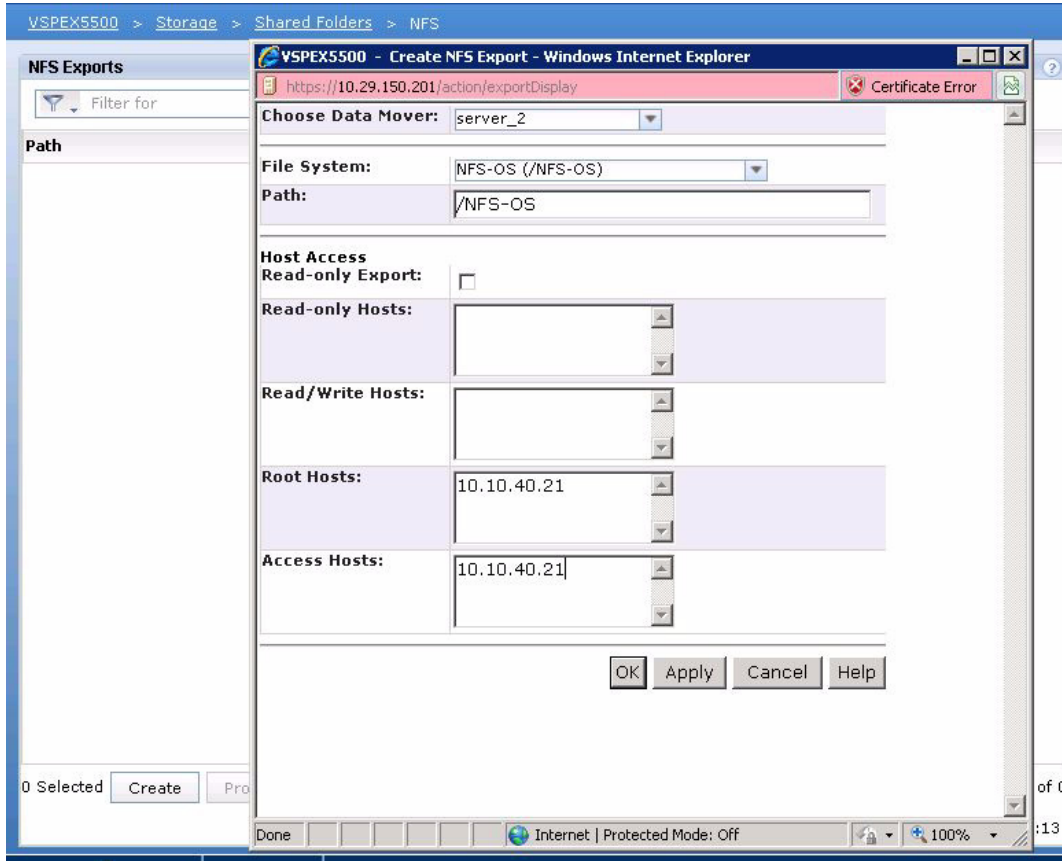 VSPEX5500 > Storage > Shared Folders > NFS
VSPEX5500 - Create NFS Export - Windows Internet Explorer
NFS Exports
https://10.29.150.201/action/exportDisplay
Certificate Error
Filter for
Choose Data Mover: server_2
Path
File System: NFS-OS (/NFS-OS)
Path: /NFS-OS
Host Access
Read-only Export:
Read-only Hosts:
Read/Write Hosts:
Root Hosts: 10.10.40.21
Access Hosts: 10.10.40.21
OK Apply Cancel Help
0 Selected Create
of
:13
Done Internet | Protected Mode: Off 100%